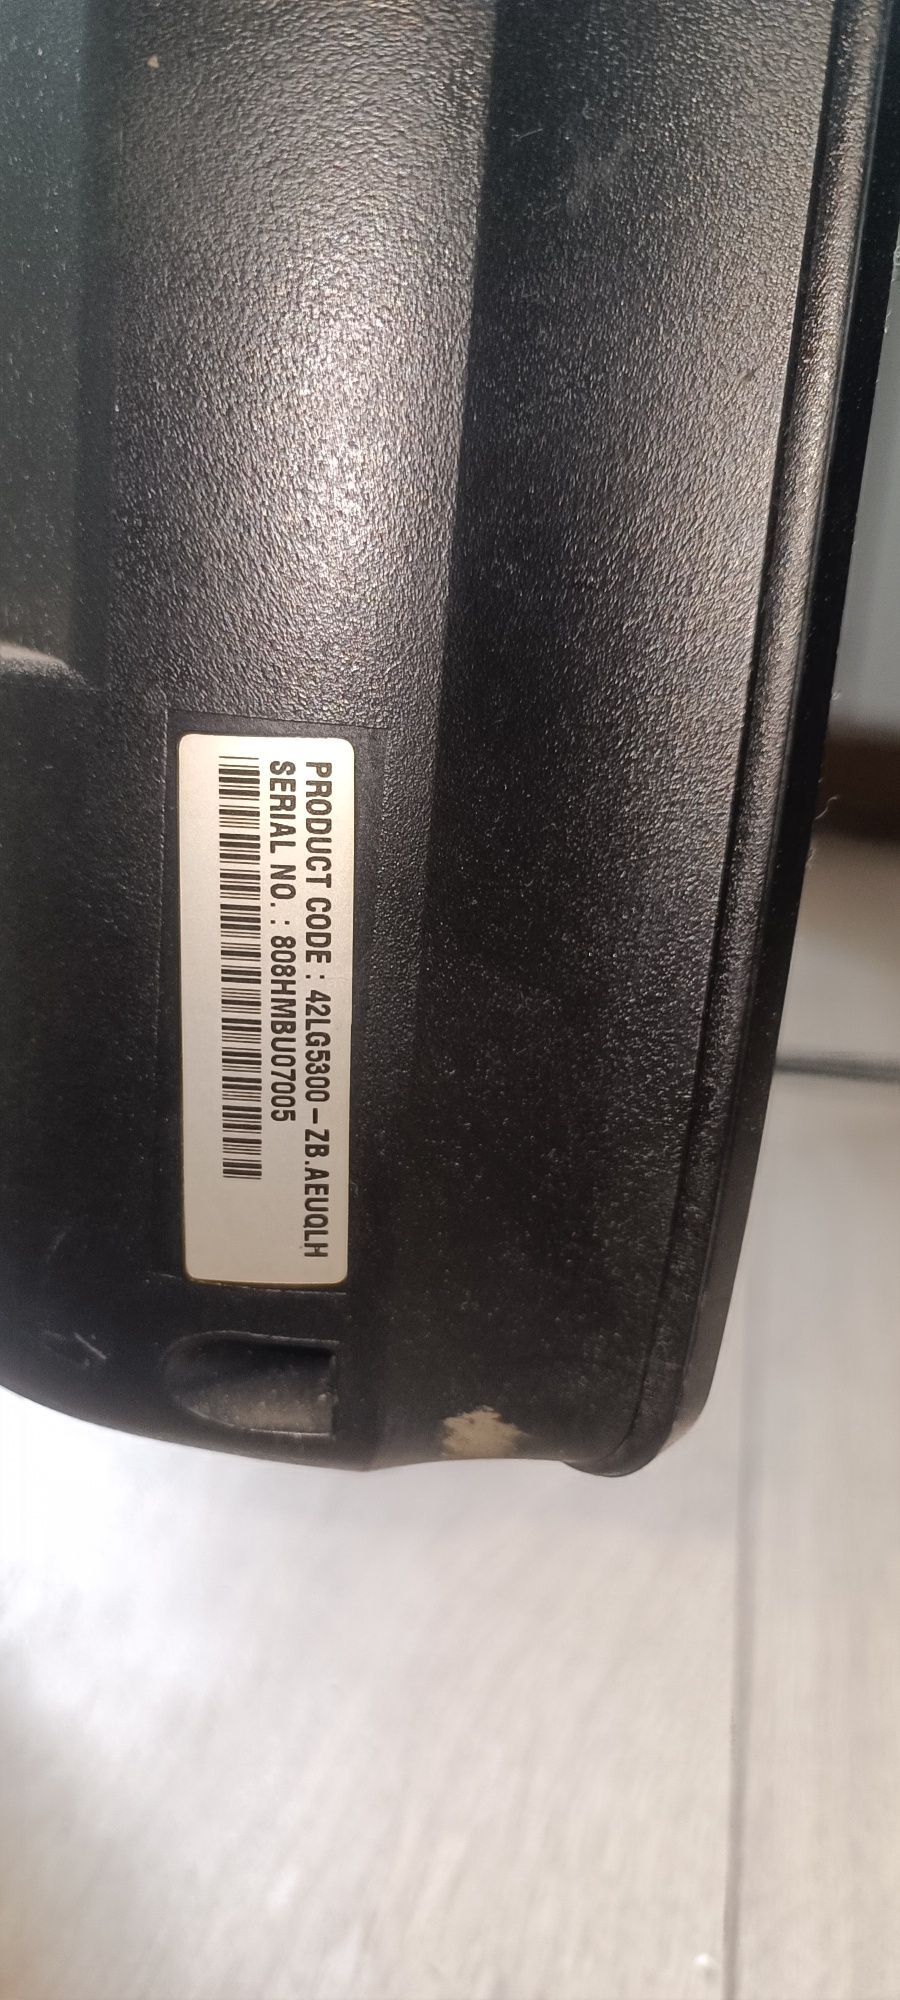 PRODUCT CODE : 42LG5300-ZB.AEUQLH
SERIAL NO. : 808HMBU07005